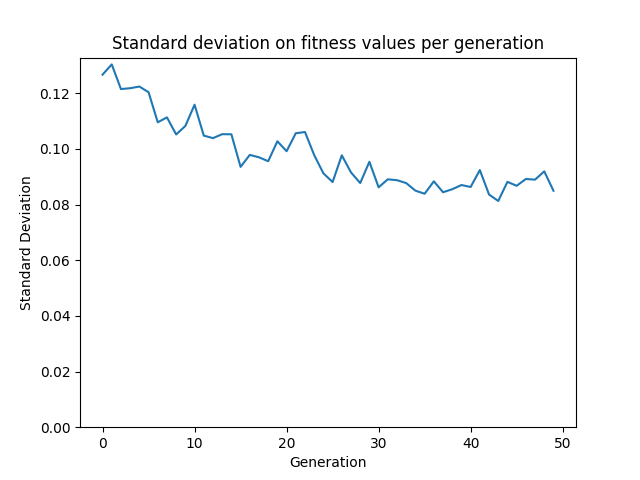 Standard deviation on fitness values per generation
Standard Deviation
0.12
0.10
0.08
0.06
0.04
0.02
0.00
0 10 20 30 40 50
Generation